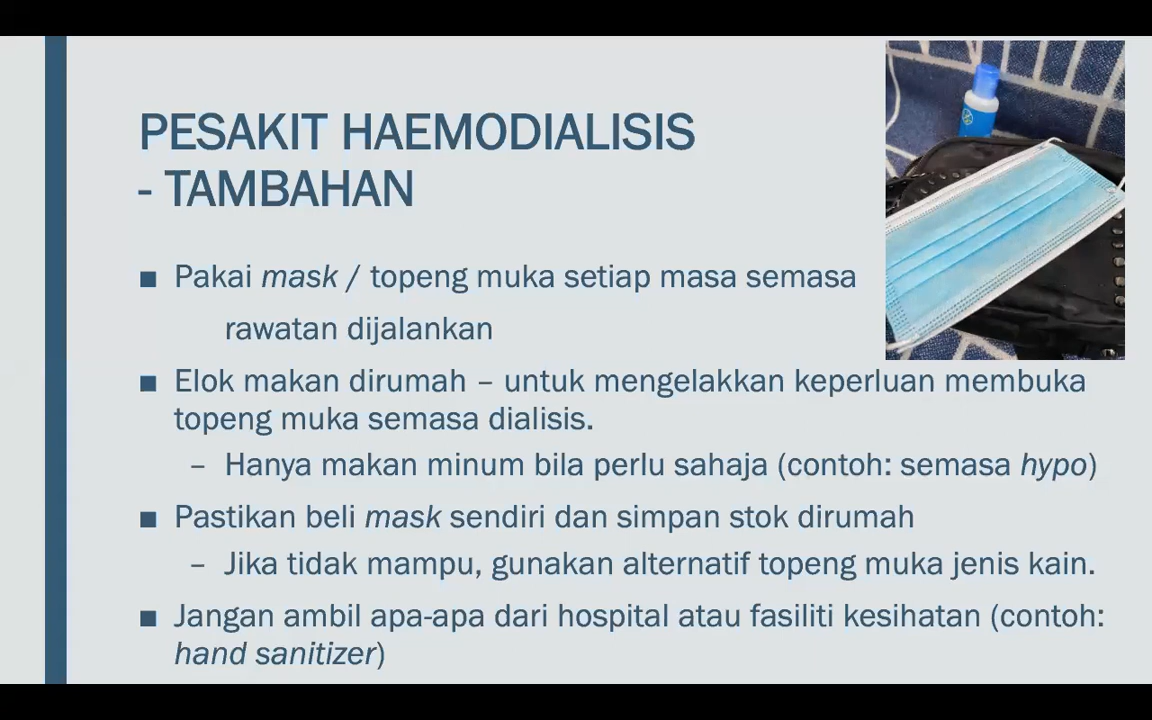 PESAKIT HAEMODIALISIS
- TAMBAHAN
■ Pakai mask / topeng muka setiap masa semasa
rawatan dijalankan
■ Elok makan dirumah – untuk mengelakkan keperluan membuka
topeng muka semasa dialisis.
– Hanya makan minum bila perlu sahaja (contoh: semasa hypo)
■ Pastikan beli mask sendiri dan simpan stok dirumah
– Jika tidak mampu, gunakan alternatif topeng muka jenis kain.
■ Jangan ambil apa-apa dari hospital atau fasiliti kesihatan (contoh:
hand sanitizer)